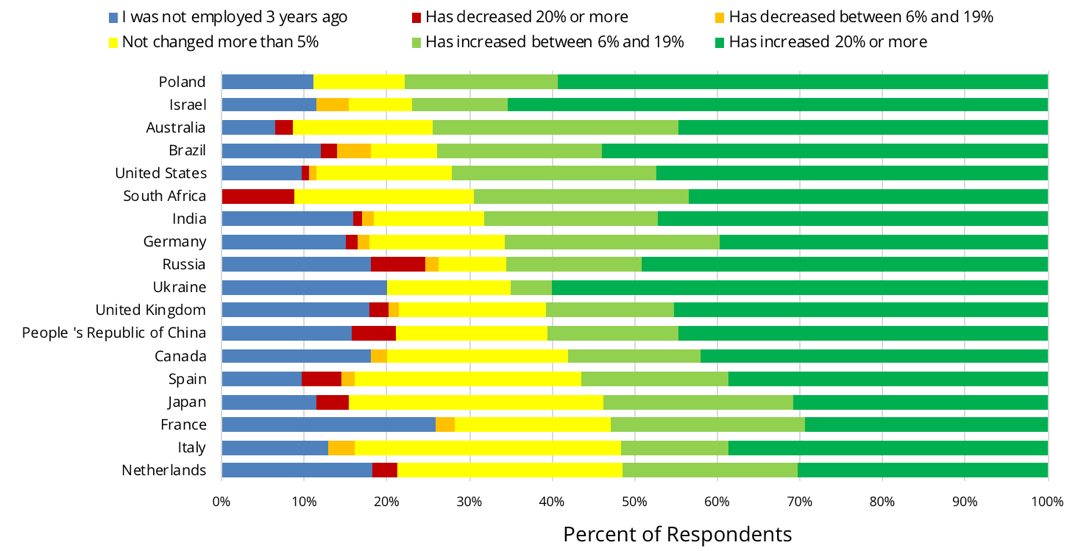 I was not employed 3 years ago Has decreased 20% or more Has decreased between 6% and 19%
Not changed more than 5% Has increased between 6% and 19% Has increased 20% or more
Poland
Israel
Australia
Brazil
United States
South Africa
India
Germany
Russia
Ukraine
United Kingdom
People 's Republic of China
Canada
Spain
Japan
France
Italy
Netherlands
0% 10% 20% 30% 40% 50% 60% 70% 80% 90% 100%
Percent of Respondents